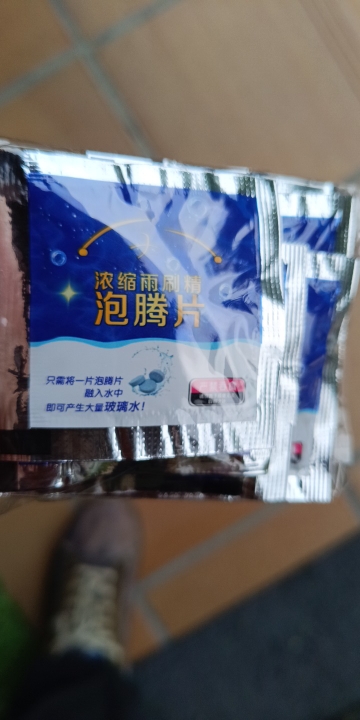 浓缩雨刷精
泡腾片
只需将一片泡腾片
融入水中
即可产生大量玻璃水!